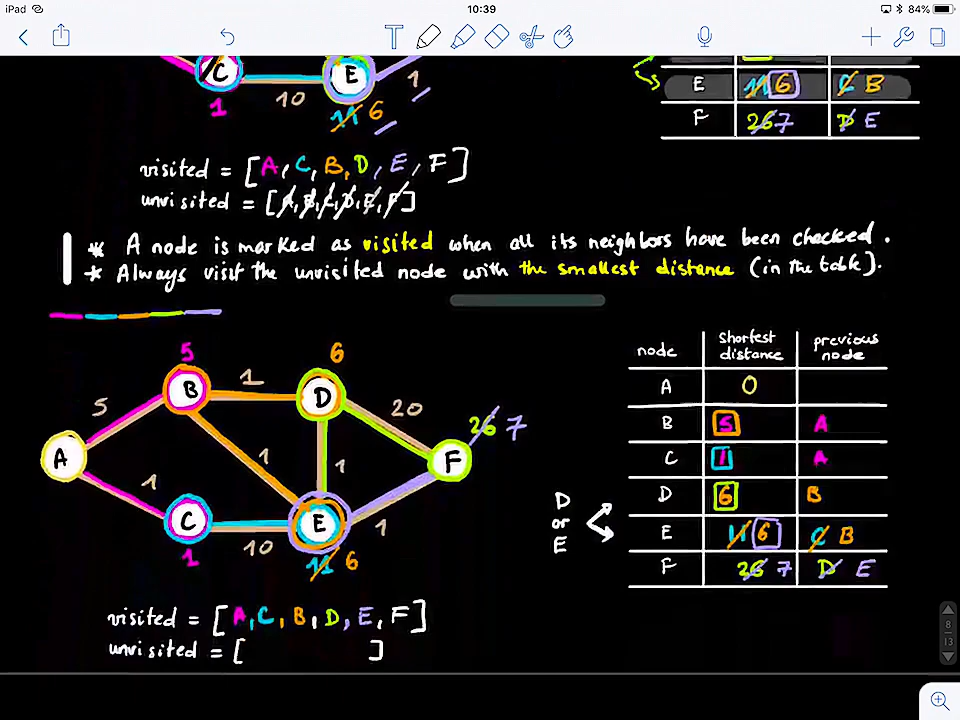 iPad 10:39 84%
T
C E 1
1 10 11 6
E 11 6 C B
F 26 7 D E
visited = [A, C, B, D, E, F]
unvisited = [A, B, C, D, E, F]
* A node is marked as visited when all its neighbors have been checked.
* Always visit the unvisited node with the smallest distance (in the table).
5 6
B 1 D
5 20
26 7
A 1 1 F
1
C E
1 10 1
11 6
node shortest distance previous node
A 0
B 5 A
C 1 A
D 6 B
E 11 6 C B
F 26 7 D E
D
or
E
visited = [A, C, B, D, E, F]
unvisited = [ ]
8
13